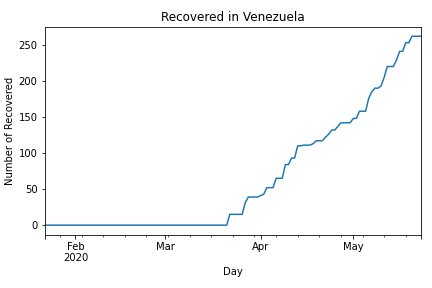 Recovered in Venezuela
Number of Recovered
250
200
150
100
50
0
Feb
2020
Mar
Apr
May
Day